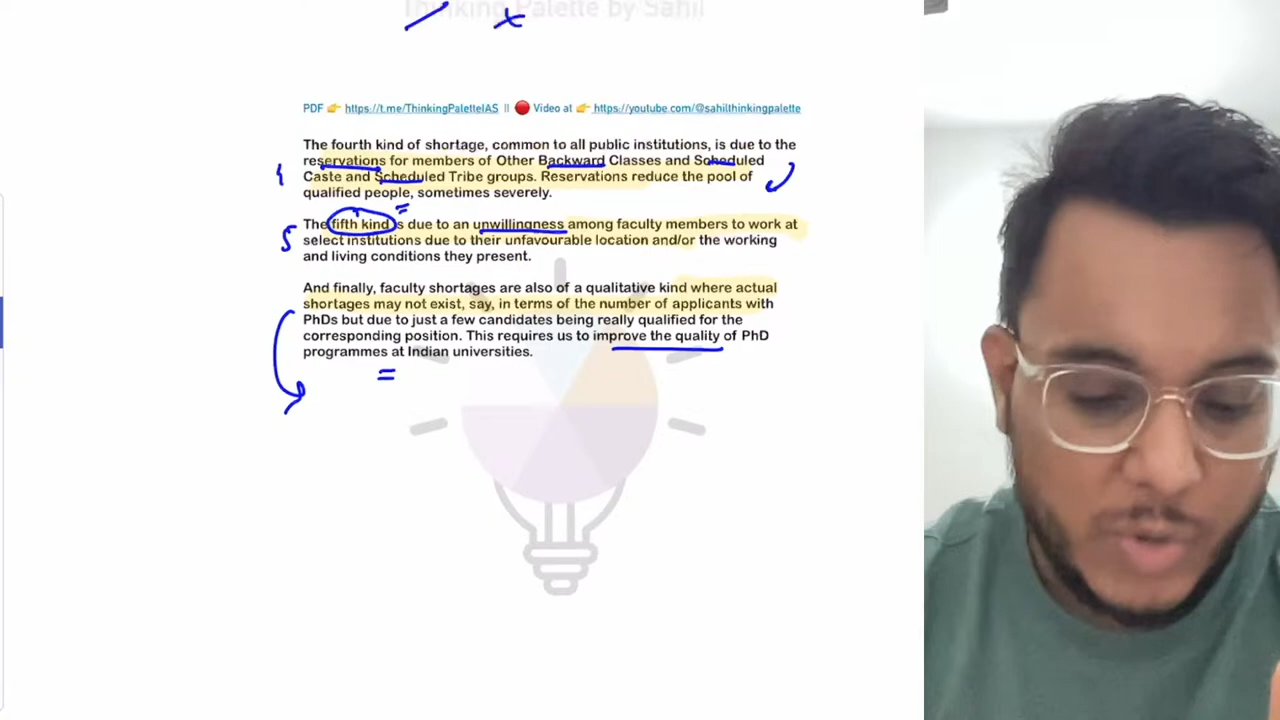 Thinking Palette by Sahil
PDF 👉 https://t.me/ThinkingPaletteIAS || 🔴 Video at 👉 https://youtube.com/@sahilthinkingpalette
The fourth kind of shortage, common to all public institutions, is due to the
reservations for members of Other Backward Classes and Scheduled
4 Caste and Scheduled Tribe groups. Reservations reduce the pool of
qualified people, sometimes severely.
The fifth kind is due to an unwillingness among faculty members to work at
5 select institutions due to their unfavourable location and/or the working
and living conditions they present.
And finally, faculty shortages are also of a qualitative kind where actual
shortages may not exist, say, in terms of the number of applicants with
PhDs but due to just a few candidates being really qualified for the
corresponding position. This requires us to improve the quality of PhD
programmes at Indian universities.